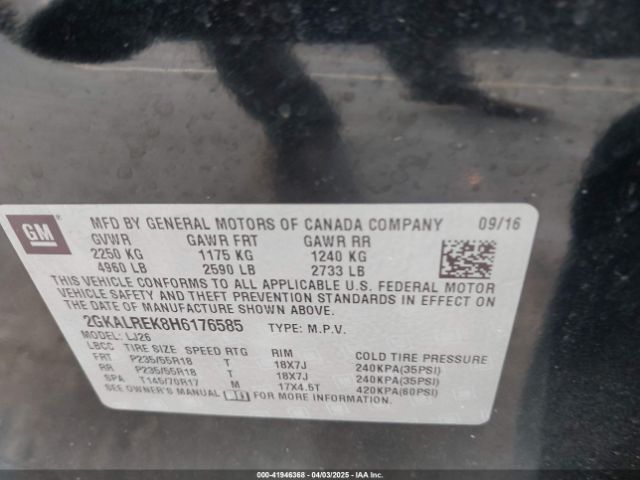 GM
MFD BY GENERAL MOTORS OF CANADA COMPANY 09/16
GVWR GAWR FRT GAWR RR
2250 KG 1175 KG 1240 KG
4960 LB 2590 LB 2733 LB
THIS VEHICLE CONFORMS TO ALL APPLICABLE U.S. FEDERAL MOTOR
VEHICLE SAFETY AND THEFT PREVENTION STANDARDS IN EFFECT ON
THE DATE OF MANUFACTURE SHOWN ABOVE.
2GKALREK8H6176585 TYPE: M.P.V.
MODEL: LJ26
LBCC TIRE SIZE SPEED RTG RIM COLD TIRE PRESSURE
FRT P235/55R18 T 18X7J 240KPA(35PSI)
RR P235/55R18 T 18X7J 240KPA(35PSI)
SPA T145/70R17 M 17X4.5T 420KPA(60PSI)
SEE OWNER'S MANUAL FOR MORE INFORMATION.
000-41946368 - 04/03/2025 - IAA Inc.